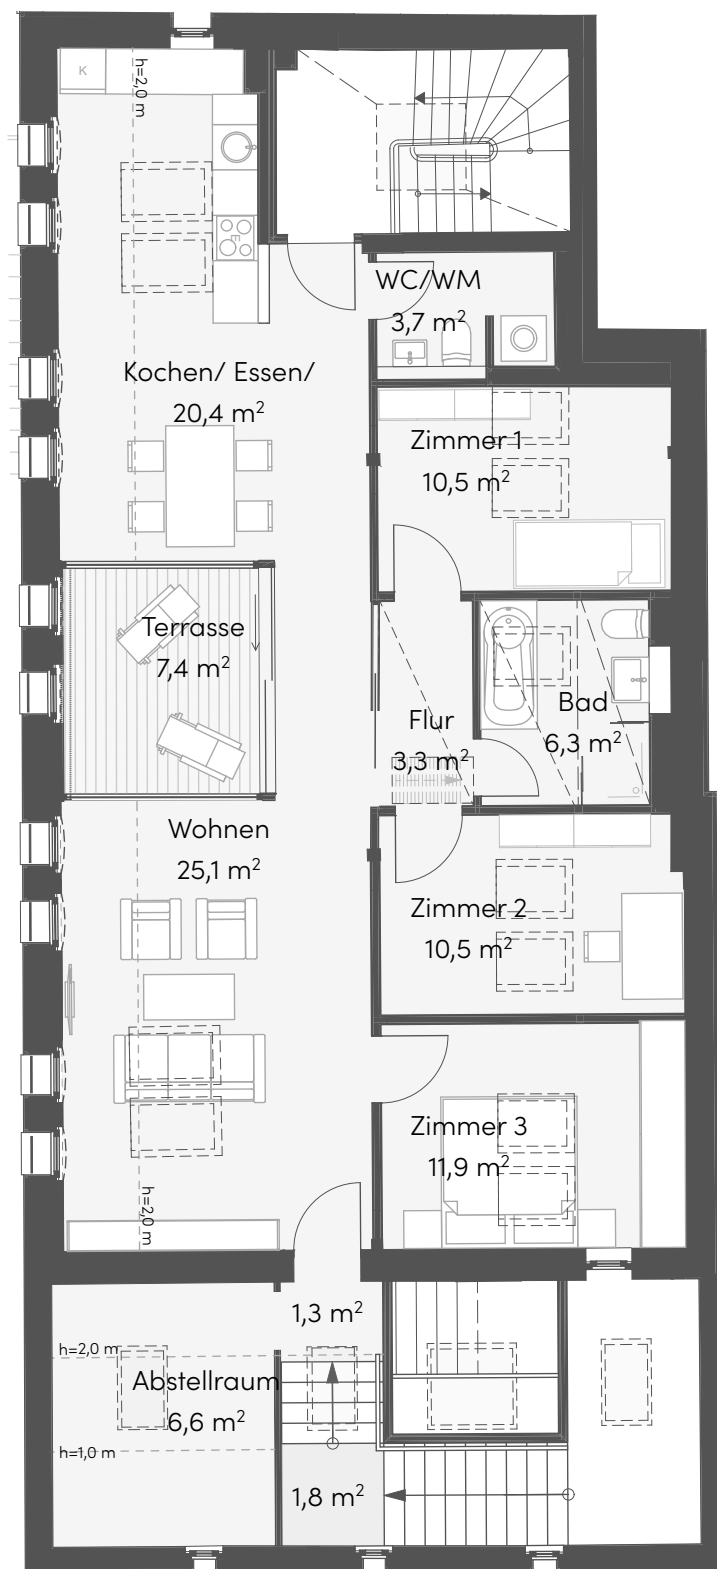 K
h=2,0 m
E
WC/WM
3,7 m²
Kochen/ Essen/
20,4 m²
Zimmer 1
10,5 m²
Terrasse
7,4 m²
Bad
6,3 m²
Flur
3,3 m²
Wohnen
25,1 m²
Zimmer 2
10,5 m²
Zimmer 3
11,9 m²
h=2,0 m
1,3 m²
h=2,0 m
Abstellraum
6,6 m²
h=1,0 m
1,8 m²